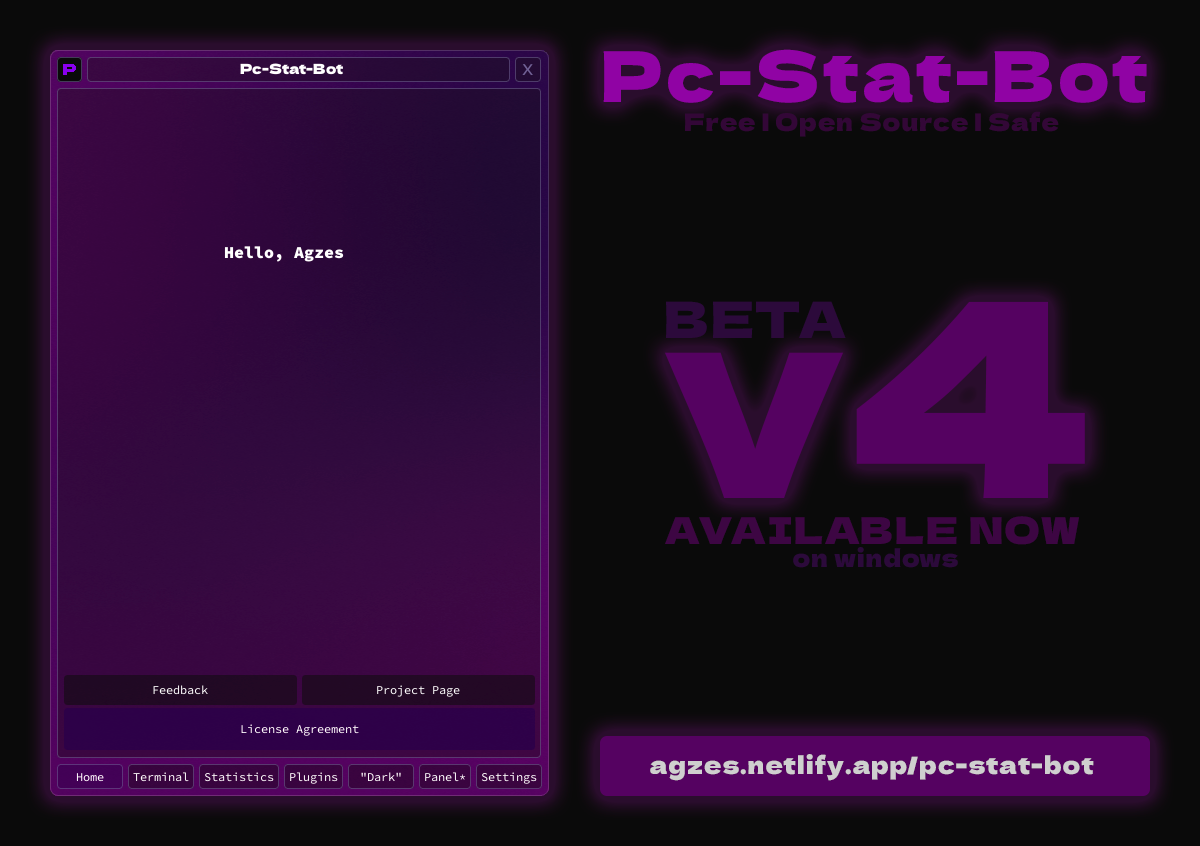 P
Pc-Stat-Bot
X
Hello, Agzes
Feedback
Project Page
License Agreement
Home
Terminal
Statistics
Plugins
"Dark"
Panel*
Settings
Pc-Stat-Bot
Free | Open Source | Safe
BETA
v4
AVAILABLE NOW
on windows
agzes.netlify.app/pc-stat-bot